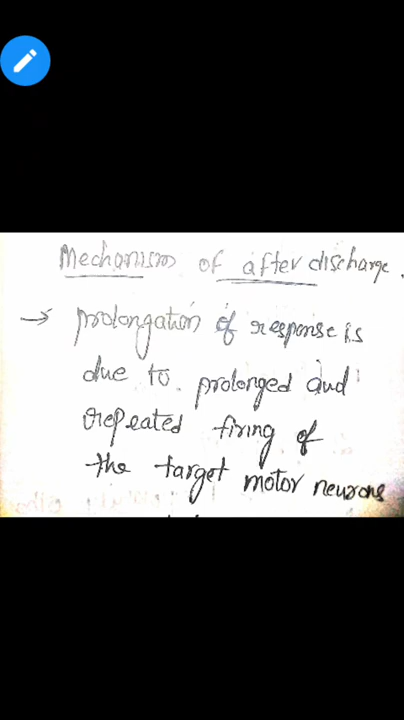 Mechanism of after discharge.
→ prolongation of response is
due to prolonged and
repeated firing of
the target motor neurons